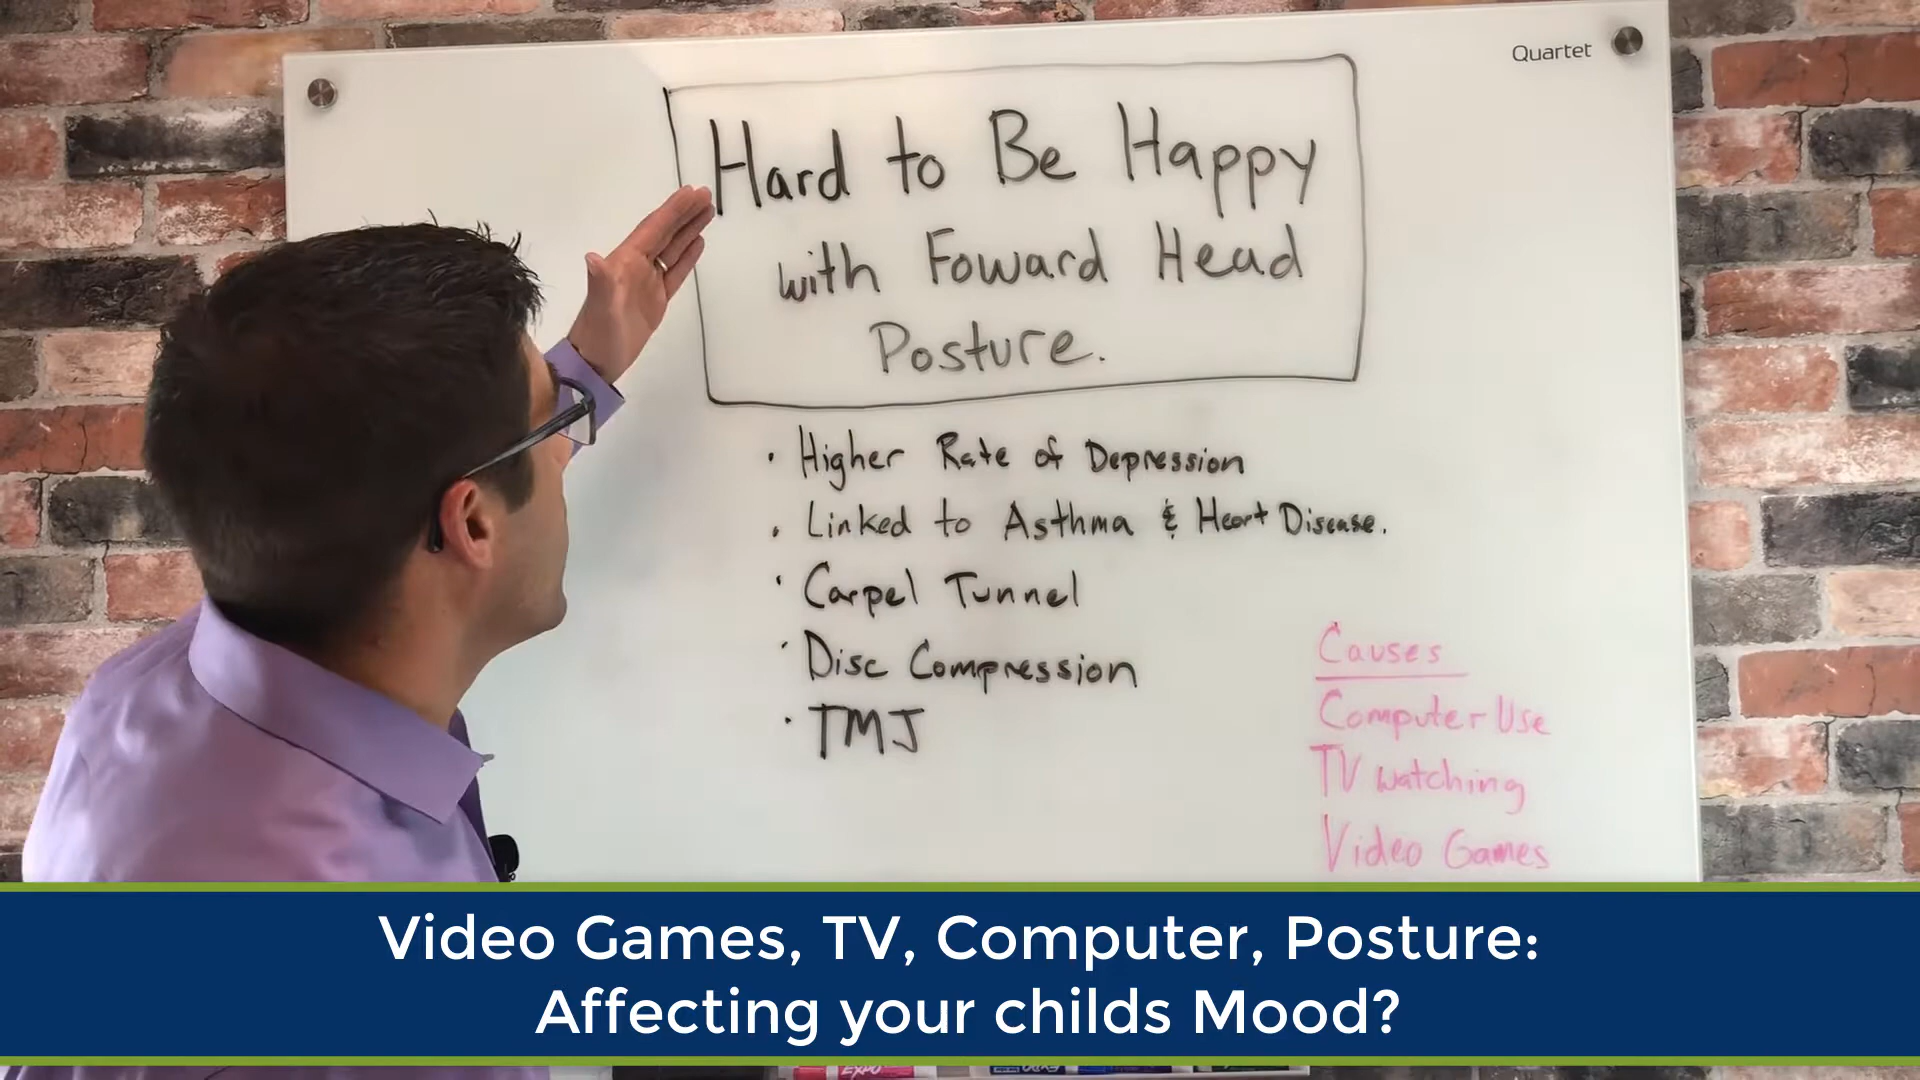 Quartet
Hard to Be Happy
with Foward Head
Posture.
• Higher Rate of Depression
• Linked to Asthma & Heart Disease.
• Carpel Tunnel
• Disc Compression
• TMJ
Causes
Computer Use
TV watching
Video Games
Video Games, TV, Computer, Posture:
Affecting your childs Mood?
EXPO